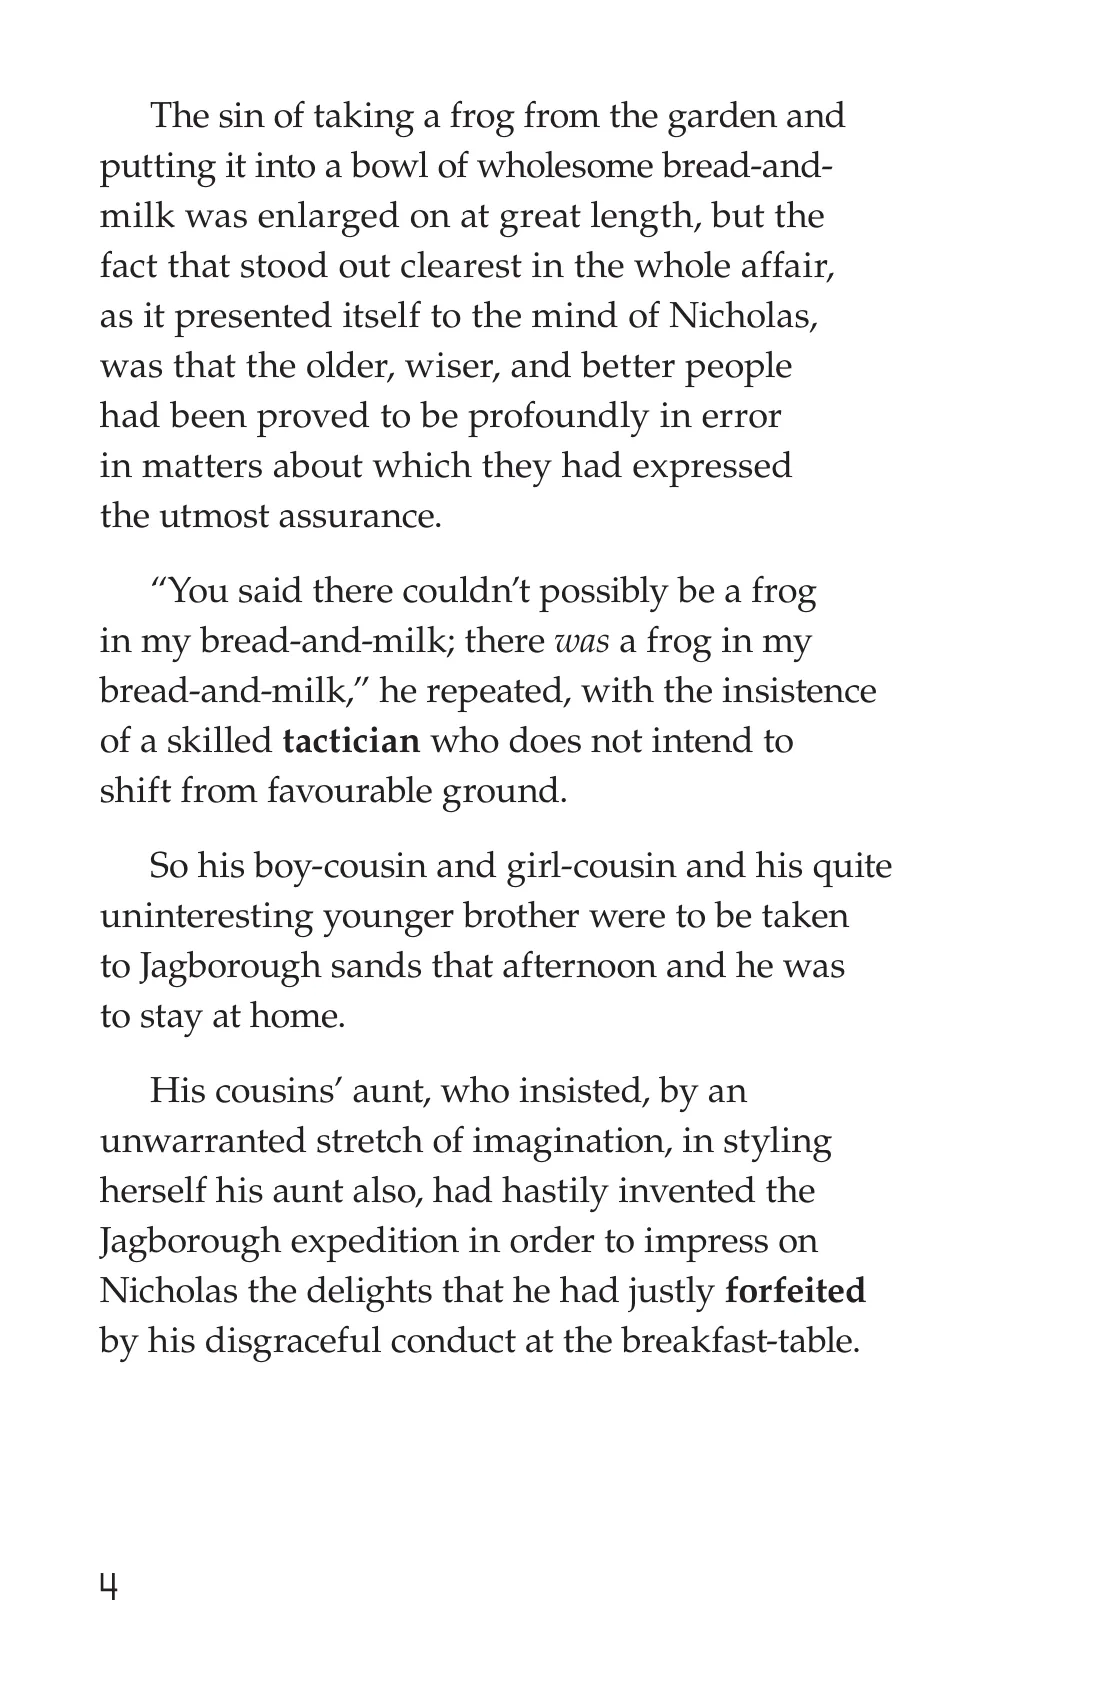 The sin of taking a frog from the garden and
putting it into a bowl of wholesome bread-and-
milk was enlarged on at great length, but the
fact that stood out clearest in the whole affair,
as it presented itself to the mind of Nicholas,
was that the older, wiser, and better people
had been proved to be profoundly in error
in matters about which they had expressed
the utmost assurance.
“You said there couldn’t possibly be a frog
in my bread-and-milk; there was a frog in my
bread-and-milk,” he repeated, with the insistence
of a skilled tactician who does not intend to
shift from favourable ground.
So his boy-cousin and girl-cousin and his quite
uninteresting younger brother were to be taken
to Jagborough sands that afternoon and he was
to stay at home.
His cousins’ aunt, who insisted, by an
unwarranted stretch of imagination, in styling
herself his aunt also, had hastily invented the
Jagborough expedition in order to impress on
Nicholas the delights that he had justly forfeited
by his disgraceful conduct at the breakfast-table.
4